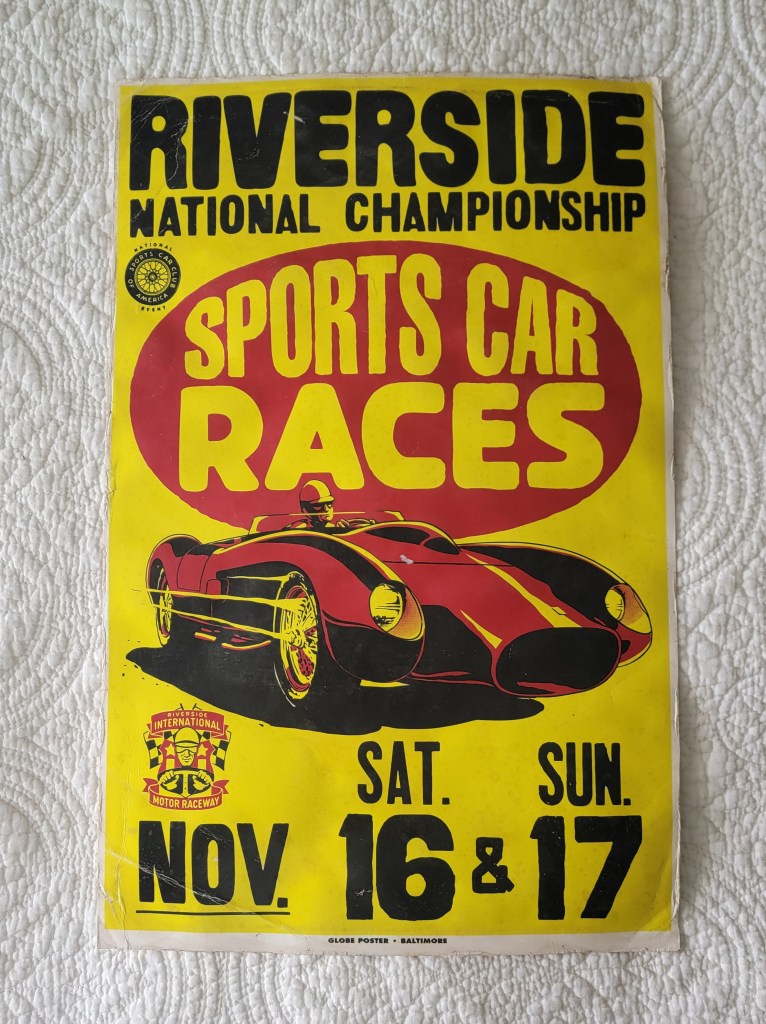 RIVERSIDE
NATIONAL CHAMPIONSHIP
NATIONAL
SPORTS CAR CLUB
OF AMERICA
EVENT
SPORTS CAR
RACES
RIVERSIDE
INTERNATIONAL
MOTOR RACEWAY
SAT. SUN.
NOV. 16 & 17
GLOBE POSTER • BALTIMORE